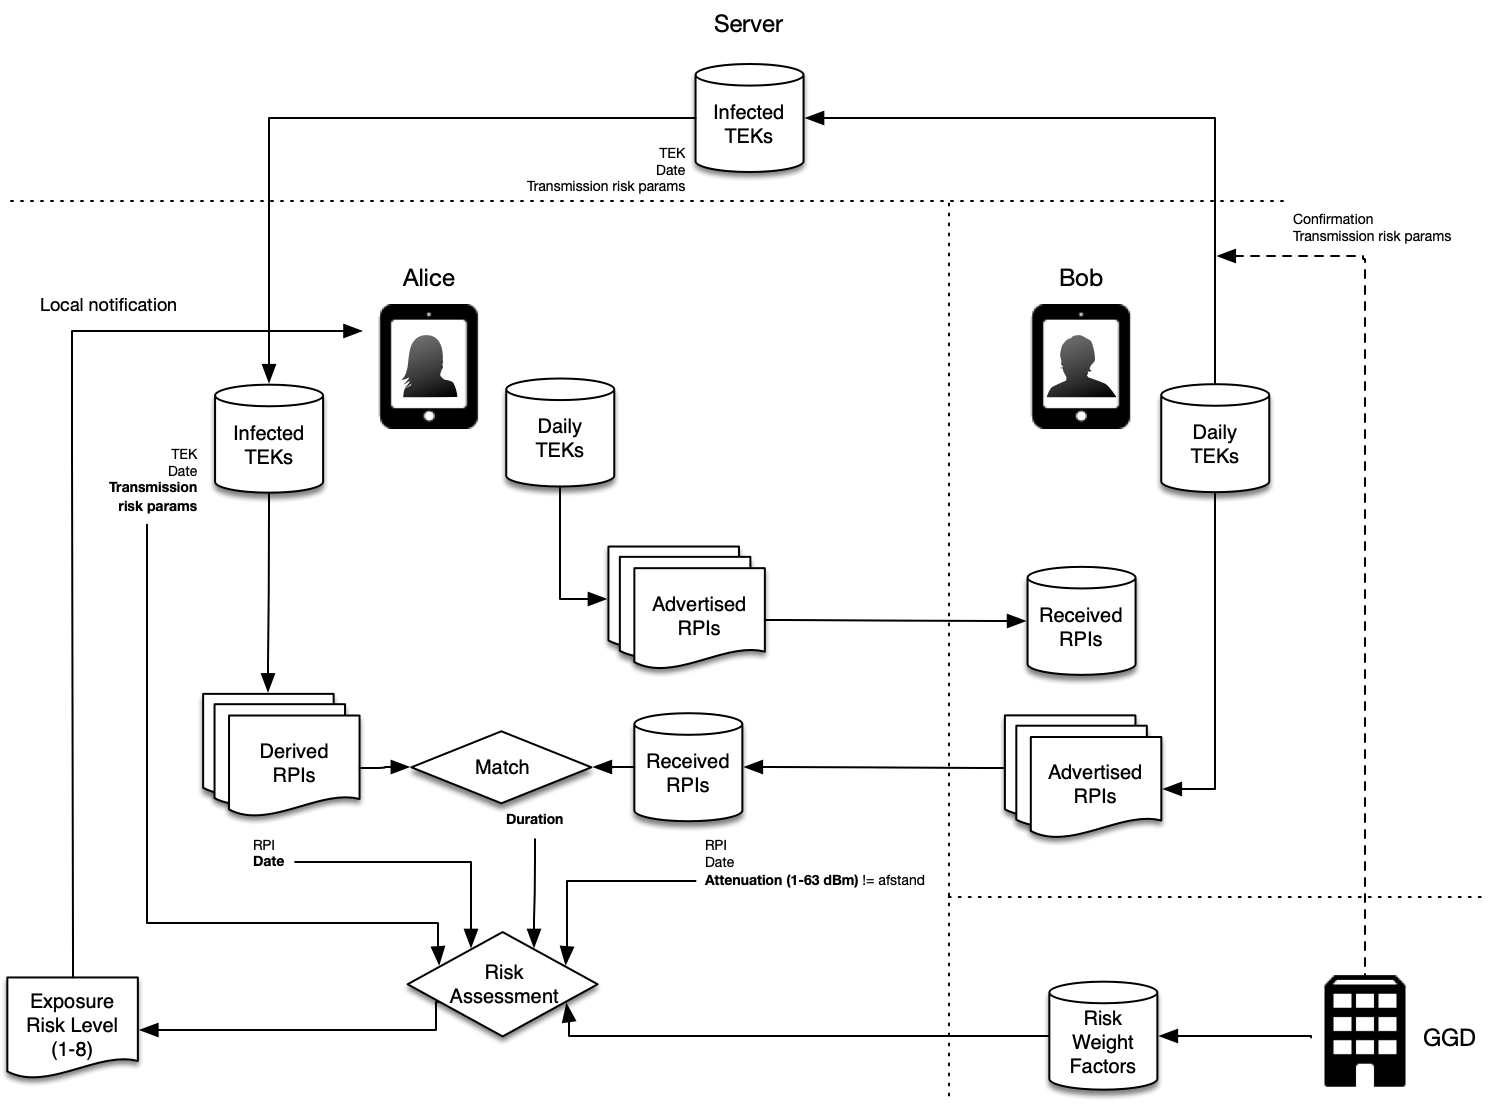 Server
Infected
TEKs
TEK
Date
Transmission risk params
Confirmation
Transmission risk params
Alice
Bob
Local notification
Infected
TEKs
Daily
TEKs
Daily
TEKs
TEK
Date
Transmission
risk params
Advertised
RPIs
Received
RPIs
Derived
RPIs
Match
Received
RPIs
Advertised
RPIs
Duration
RPI
Date
RPI
Date
Attenuation (1-63 dBm) != afstand
Risk
Assessment
Exposure
Risk Level
(1-8)
Risk
Weight
Factors
GGD